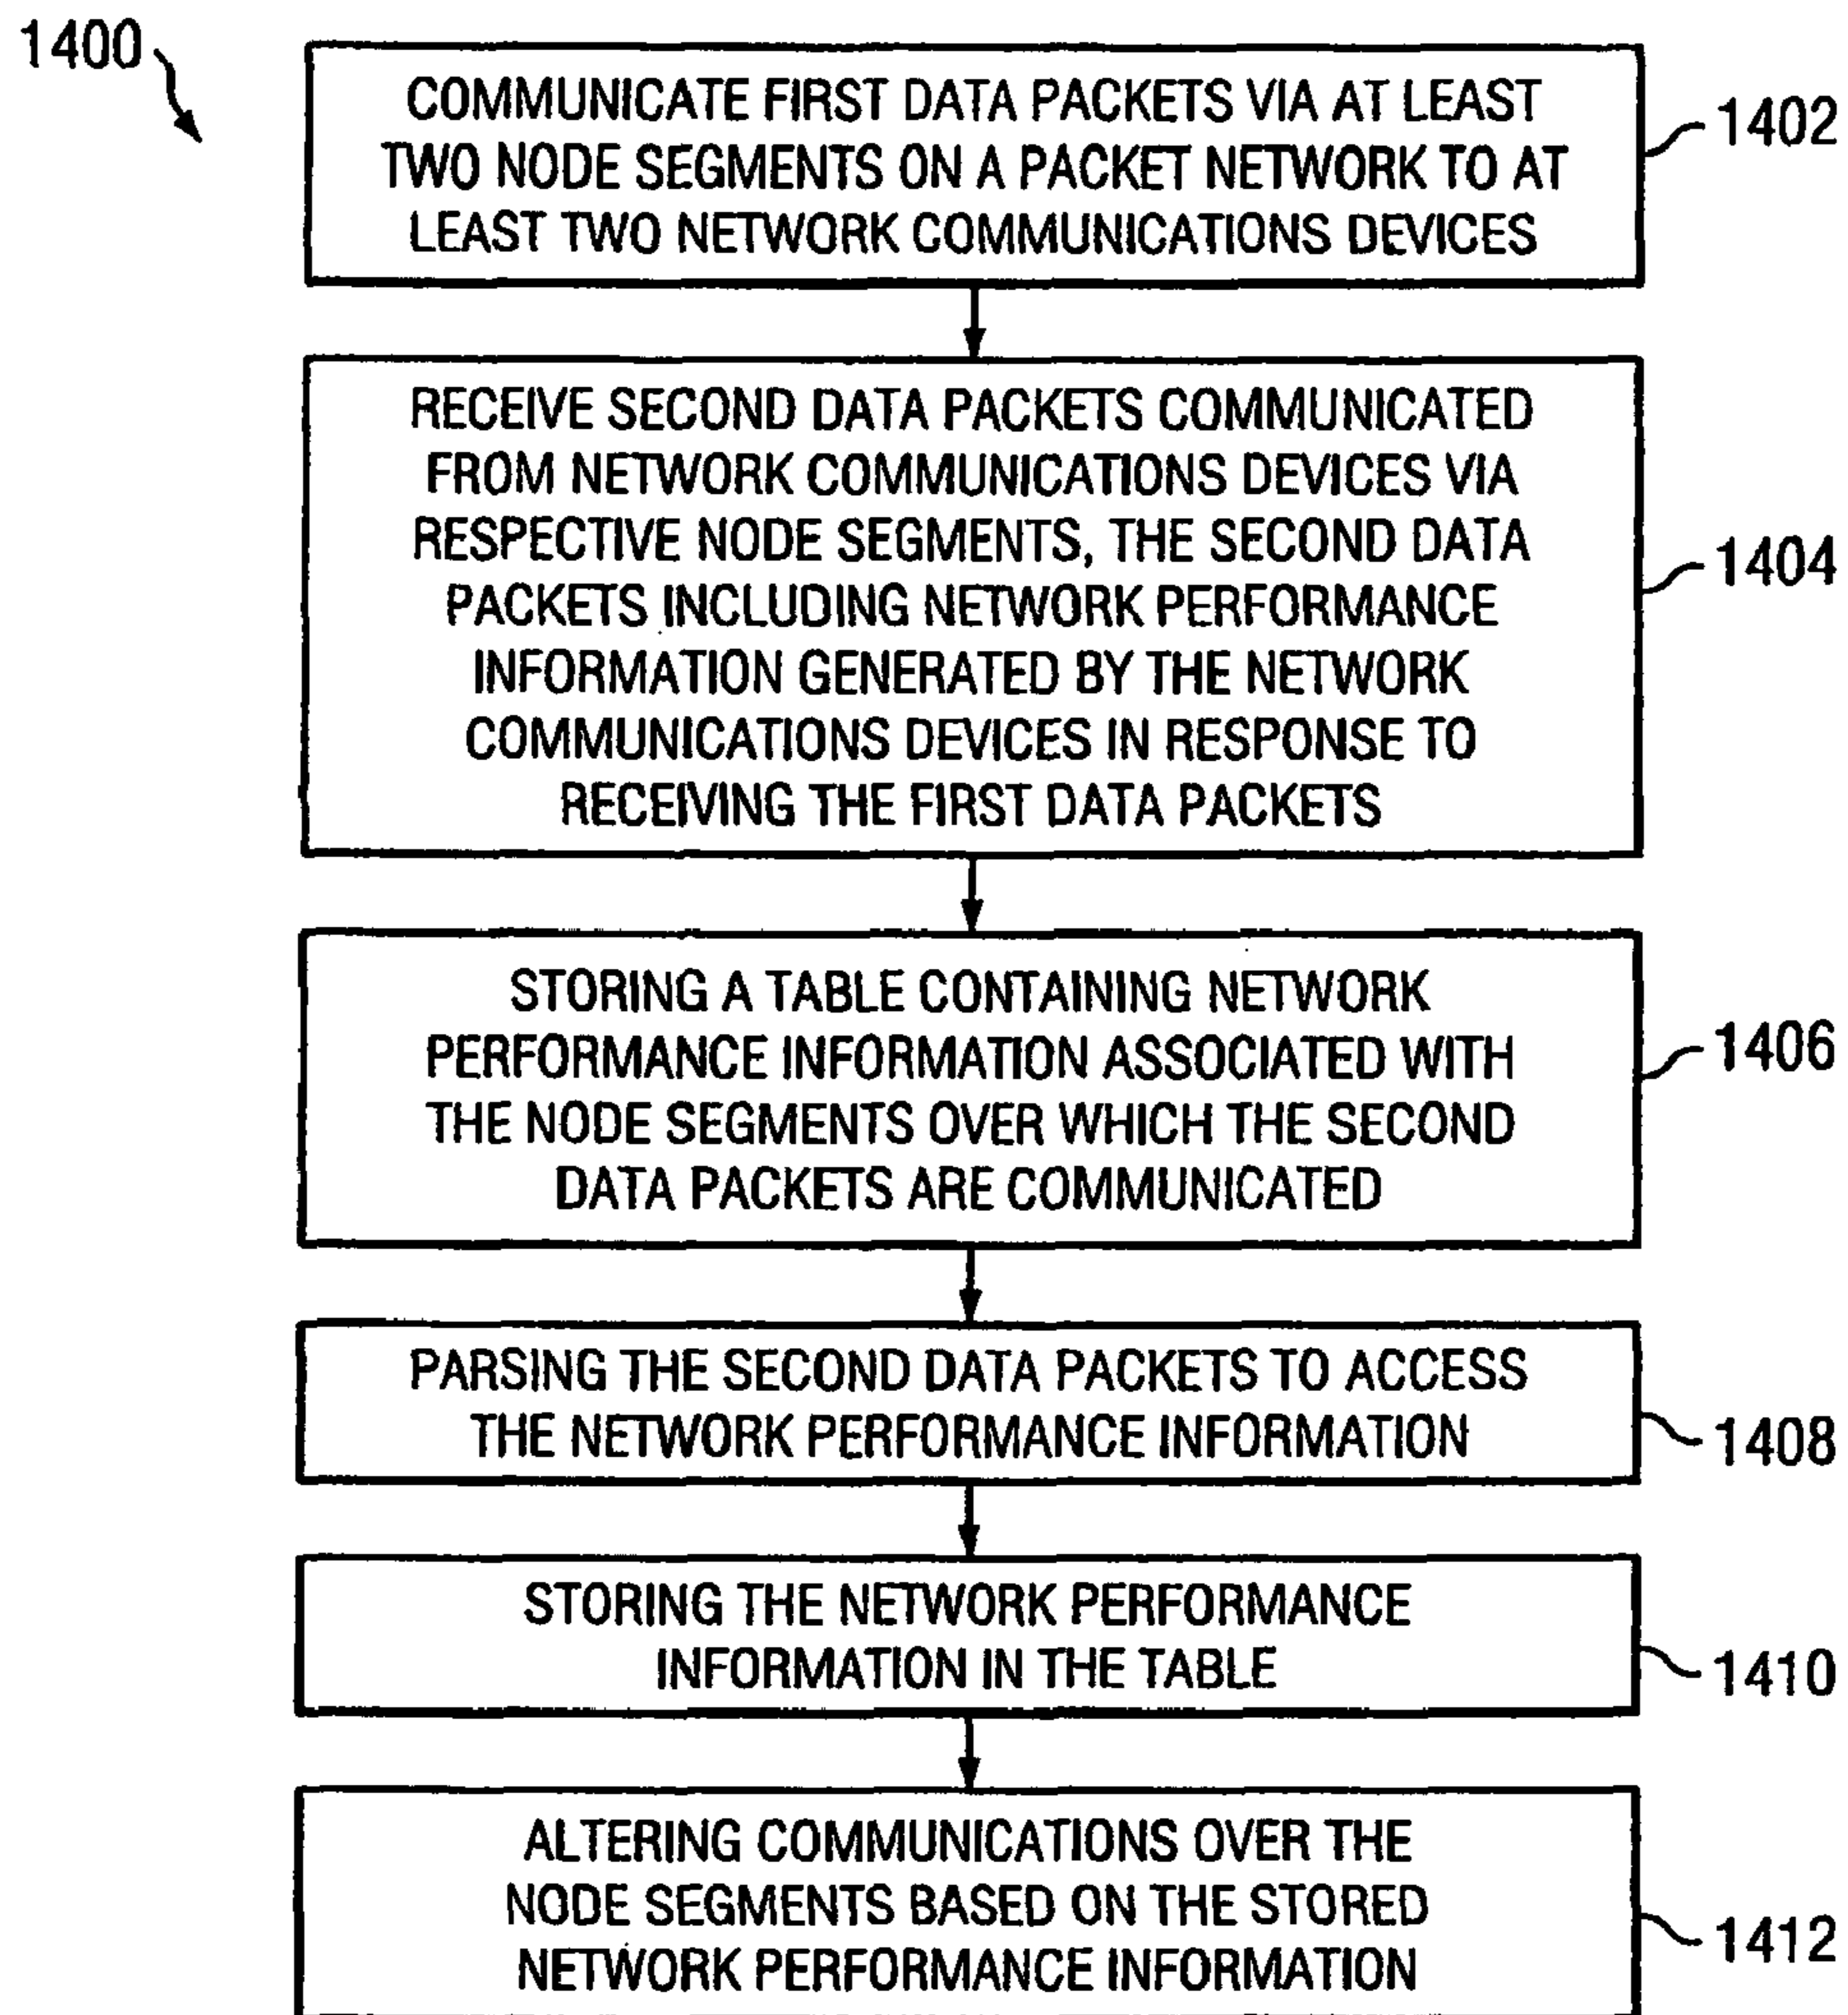 1400
COMMUNICATE FIRST DATA PACKETS VIA AT LEAST
TWO NODE SEGMENTS ON A PACKET NETWORK TO AT
LEAST TWO NETWORK COMMUNICATIONS DEVICES
1402
RECEIVE SECOND DATA PACKETS COMMUNICATED
FROM NETWORK COMMUNICATIONS DEVICES VIA
RESPECTIVE NODE SEGMENTS, THE SECOND DATA
PACKETS INCLUDING NETWORK PERFORMANCE
INFORMATION GENERATED BY THE NETWORK
COMMUNICATIONS DEVICES IN RESPONSE TO
RECEIVING THE FIRST DATA PACKETS
1404
STORING A TABLE CONTAINING NETWORK
PERFORMANCE INFORMATION ASSOCIATED WITH
THE NODE SEGMENTS OVER WHICH THE SECOND
DATA PACKETS ARE COMMUNICATED
1406
PARSING THE SECOND DATA PACKETS TO ACCESS
THE NETWORK PERFORMANCE INFORMATION
1408
STORING THE NETWORK PERFORMANCE
INFORMATION IN THE TABLE
1410
ALTERING COMMUNICATIONS OVER THE
NODE SEGMENTS BASED ON THE STORED
NETWORK PERFORMANCE INFORMATION
1412